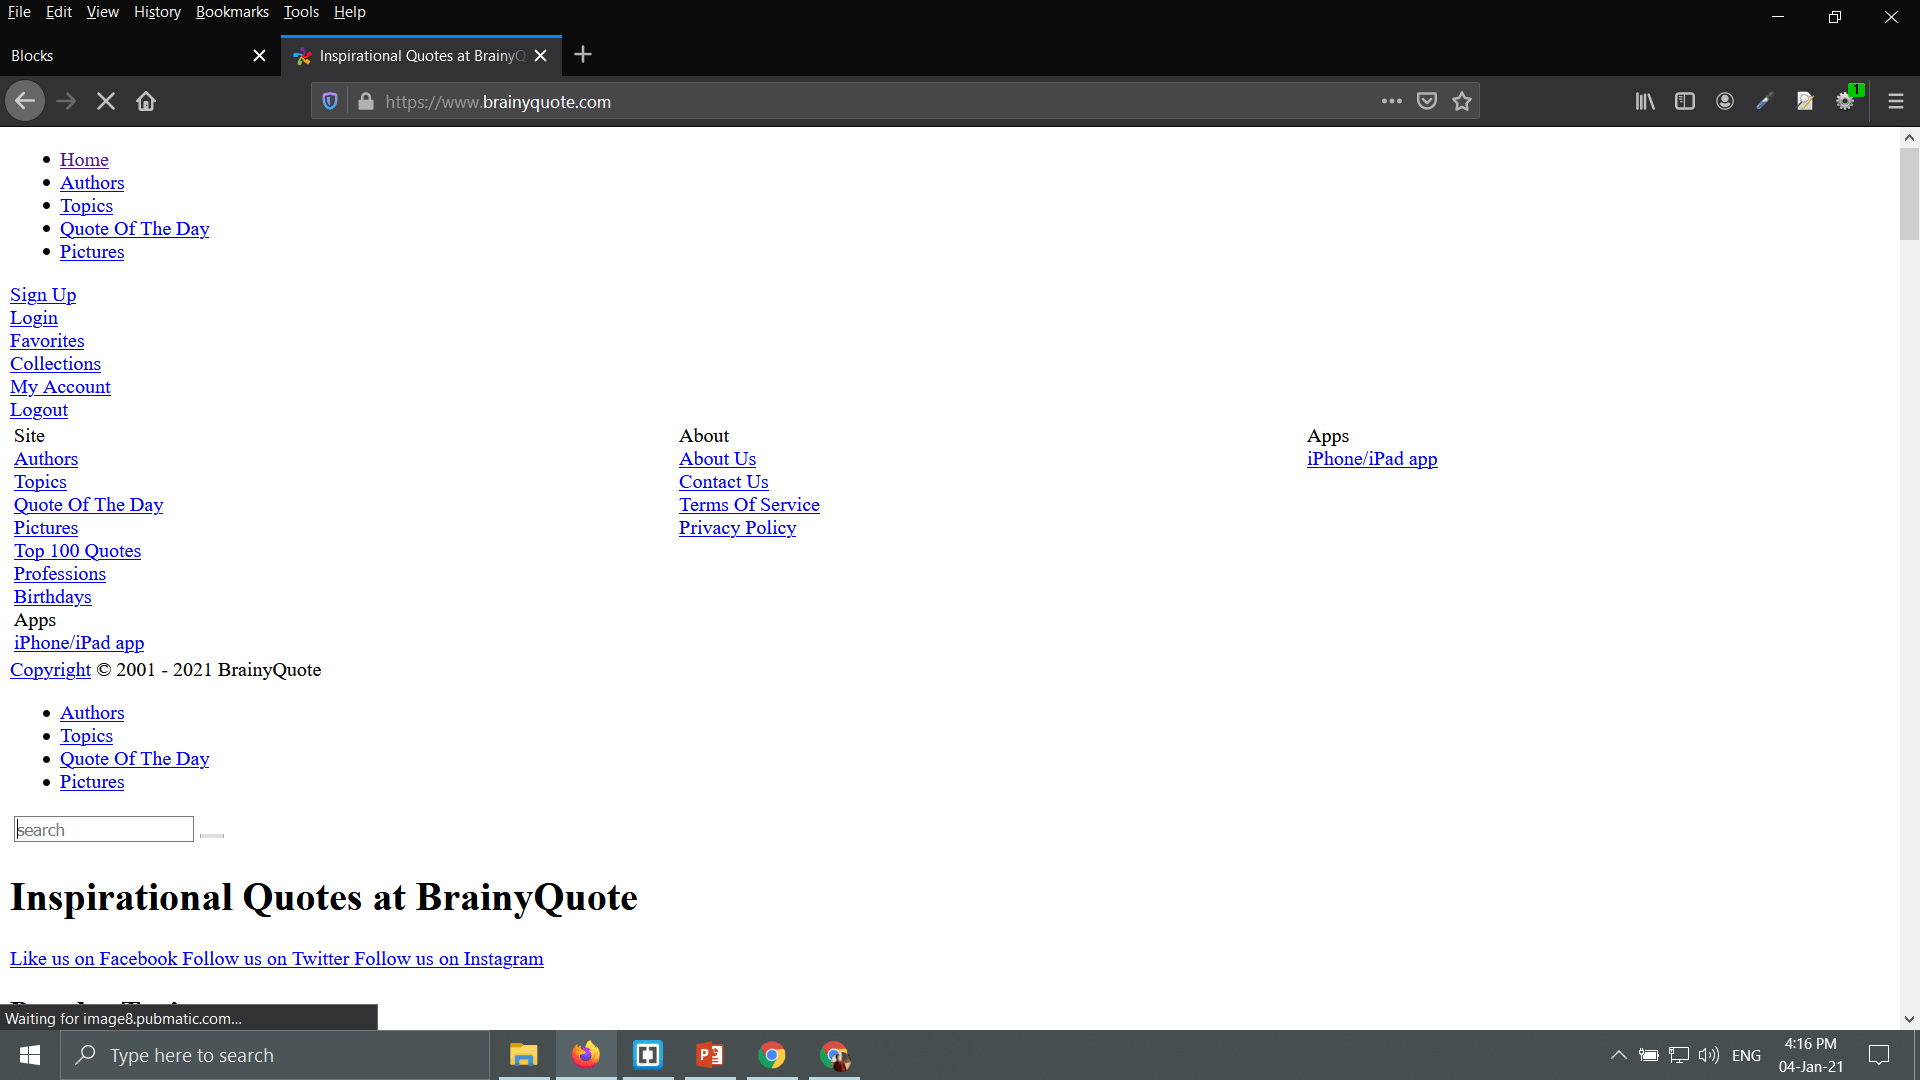 File Edit View History Bookmarks Tools Help
Blocks
Inspirational Quotes at BrainyQ
https://www.brainyquote.com
1
Home
Authors
Topics
Quote Of The Day
Pictures
Sign Up
Login
Favorites
Collections
My Account
Logout
Site
Authors
Topics
Quote Of The Day
Pictures
Top 100 Quotes
Professions
Birthdays
Apps
iPhone/iPad app
About
About Us
Contact Us
Terms Of Service
Privacy Policy
Apps
iPhone/iPad app
Copyright © 2001 - 2021 BrainyQuote
Authors
Topics
Quote Of The Day
Pictures
search
Inspirational Quotes at BrainyQuote
Like us on Facebook Follow us on Twitter Follow us on Instagram
Waiting for image8.pubmatic.com...
Type here to search
ENG
4:16 PM
04-Jan-21